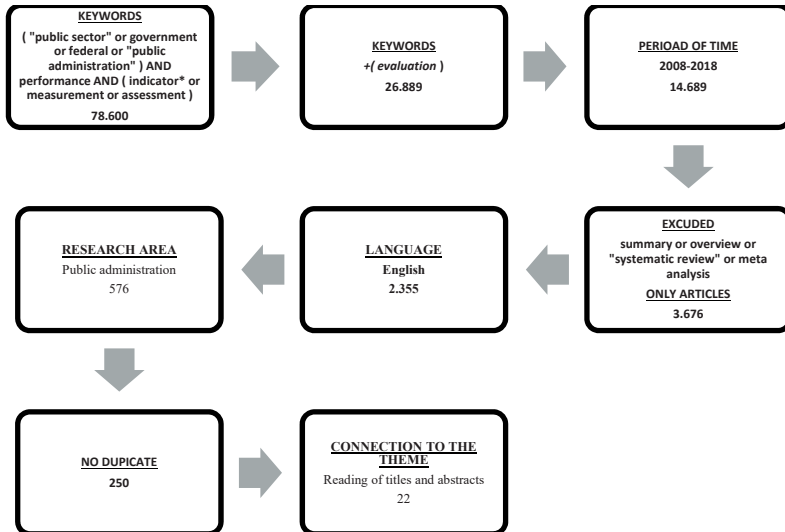 KEYWORDS
( "public sector" or government
or federal or "public
administration" ) AND
performance AND ( indicator* or
measurement or assessment )
78.600
KEYWORDS
+( evaluation )
26.889
PERIOAD OF TIME
2008-2018
14.689
EXCUDED
summary or overview or
"systematic review" or meta
analysis
ONLY ARTICLES
3.676
LANGUAGE
English
2.355
RESEARCH AREA
Public administration
576
NO DUPICATE
250
CONNECTION TO THE
THEME
Reading of titles and abstracts
22